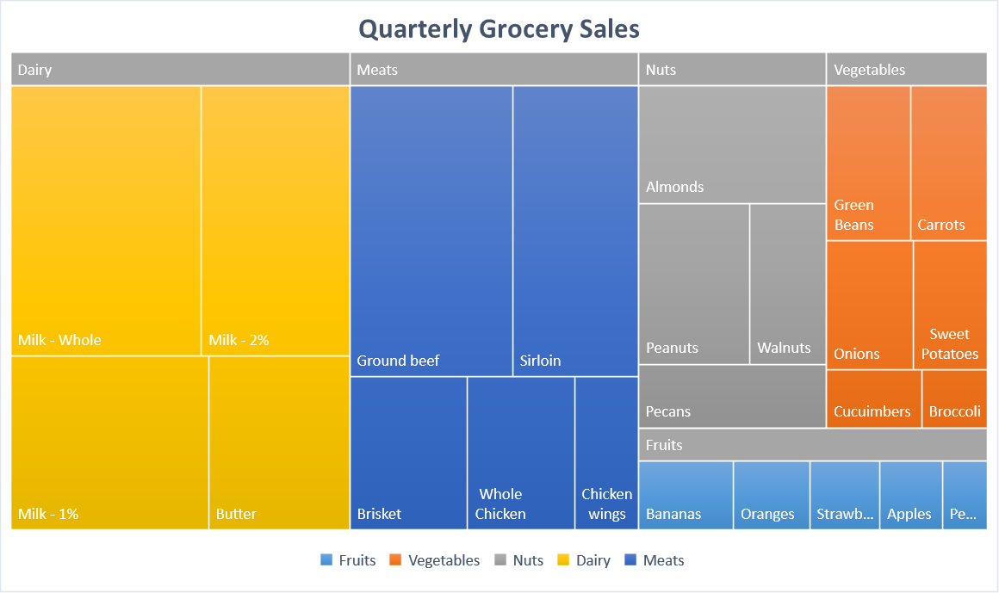 Quarterly Grocery Sales
Dairy
Meats
Nuts
Vegetables
Milk - Whole
Milk - 2%
Milk - 1%
Butter
Ground beef
Sirloin
Brisket
Whole
Chicken
Chicken
wings
Almonds
Peanuts
Walnuts
Pecans
Green
Beans
Carrots
Onions
Sweet
Potatoes
Cucuimbers
Broccoli
Fruits
Bananas
Oranges
Strawb...
Apples
Pe...
Fruits
Vegetables
Nuts
Dairy
Meats